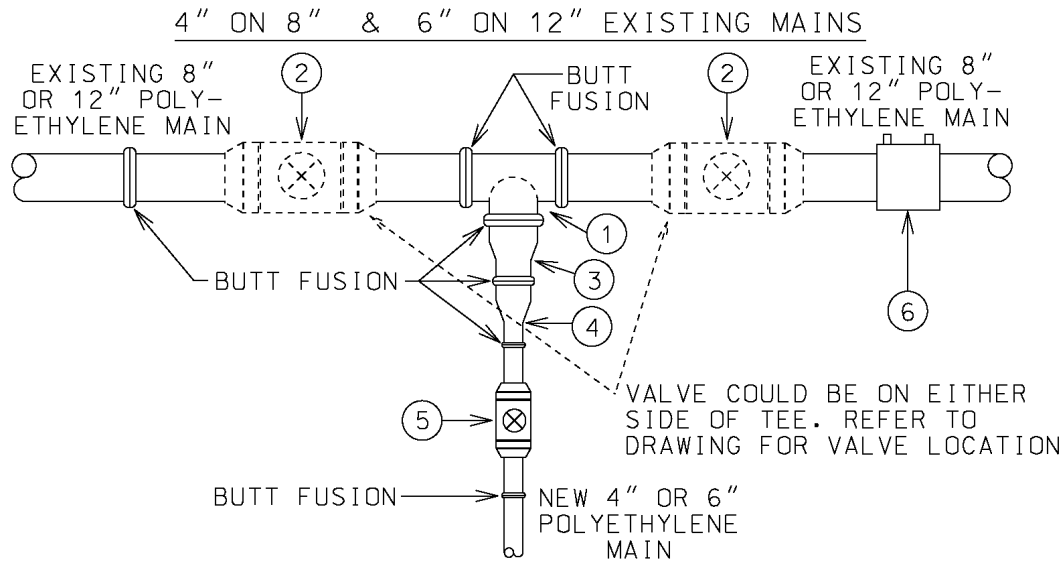 4" ON 8" & 6" ON 12" EXISTING MAINS
EXISTING 8"
OR 12" POLY-
ETHYLENE MAIN
2
BUTT
FUSION
2
EXISTING 8"
OR 12" POLY-
ETHYLENE MAIN
1
BUTT FUSION
3
6
4
VALVE COULD BE ON EITHER
SIDE OF TEE. REFER TO
DRAWING FOR VALVE LOCATION
5
BUTT FUSION
NEW 4" OR 6"
POLYETHYLENE
MAIN